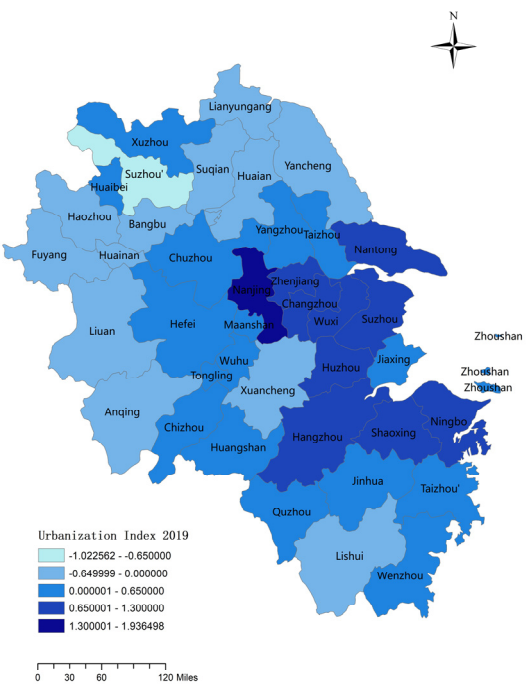 N
Lianyungang
Xuzhou
Yancheng
Suqian
Suzhou'
Huaian
Huaibei
Haozhou
Bangbu
Yangzhou
Taizhou
Nantong
Fuyang
Huainan
Chuzhou
Zhenjiang
Nanjing
Changzhou
Liuan
Hefei
Maanshan
Wuxi
Suzhou
Zhoushan
Wuhu
Jiaxing
Tongling
Huzhou
Zhoushan
Xuancheng
Zhoushan
Anqing
Chizhou
Ningbo
Hangzhou
Shaoxing
Huangshan
Jinhua
Taizhou'
Quzhou
Lishui
Wenzhou
Urbanization Index 2019
-1.022562 - -0.650000
-0.649999 - 0.000000
0.000001 - 0.650000
0.650001 - 1.300000
1.300001 - 1.936498
0 30 60 120 Miles